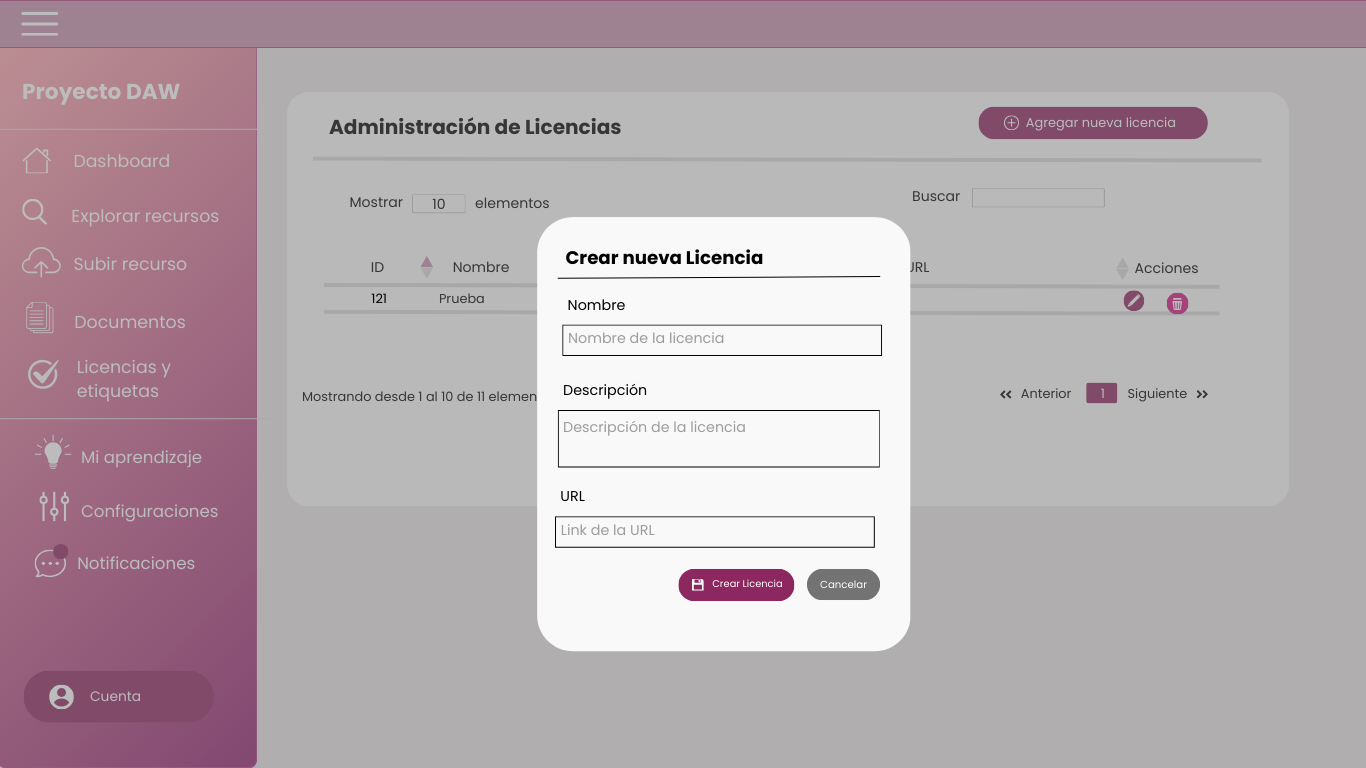 Proyecto DAW
Dashboard
Explorar recursos
Subir recurso
Documentos
Licencias y
etiquetas
Mi aprendizaje
Configuraciones
Notificaciones
Cuenta
Administración de Licencias
Agregar nueva licencia
Mostrar 10 elementos
Buscar
ID Nombre URL Acciones
121 Prueba
Mostrando desde 1 al 10 de 11 elemen
Anterior 1 Siguiente
Crear nueva Licencia
Nombre
Nombre de la licencia
Descripción
Descripción de la licencia
URL
Link de la URL
Crear Licencia
Cancelar